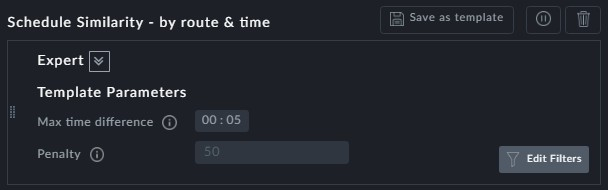 Schedule Similarity - by route & time
Save as template
Expert
Template Parameters
Max time difference
00 : 05
Penalty
50
Edit Filters